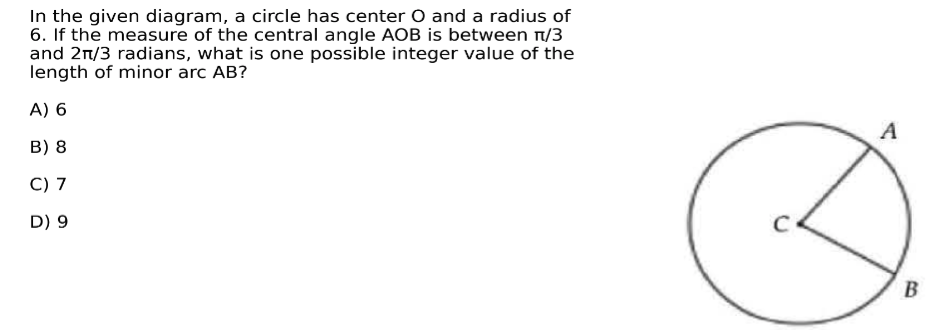 In the given diagram, a circle has center O and a radius of
6. If the measure of the central angle AOB is between π/3
and 2π/3 radians, what is one possible integer value of the
length of minor arc AB?
A) 6
B) 8
C) 7
D) 9
A
C
B